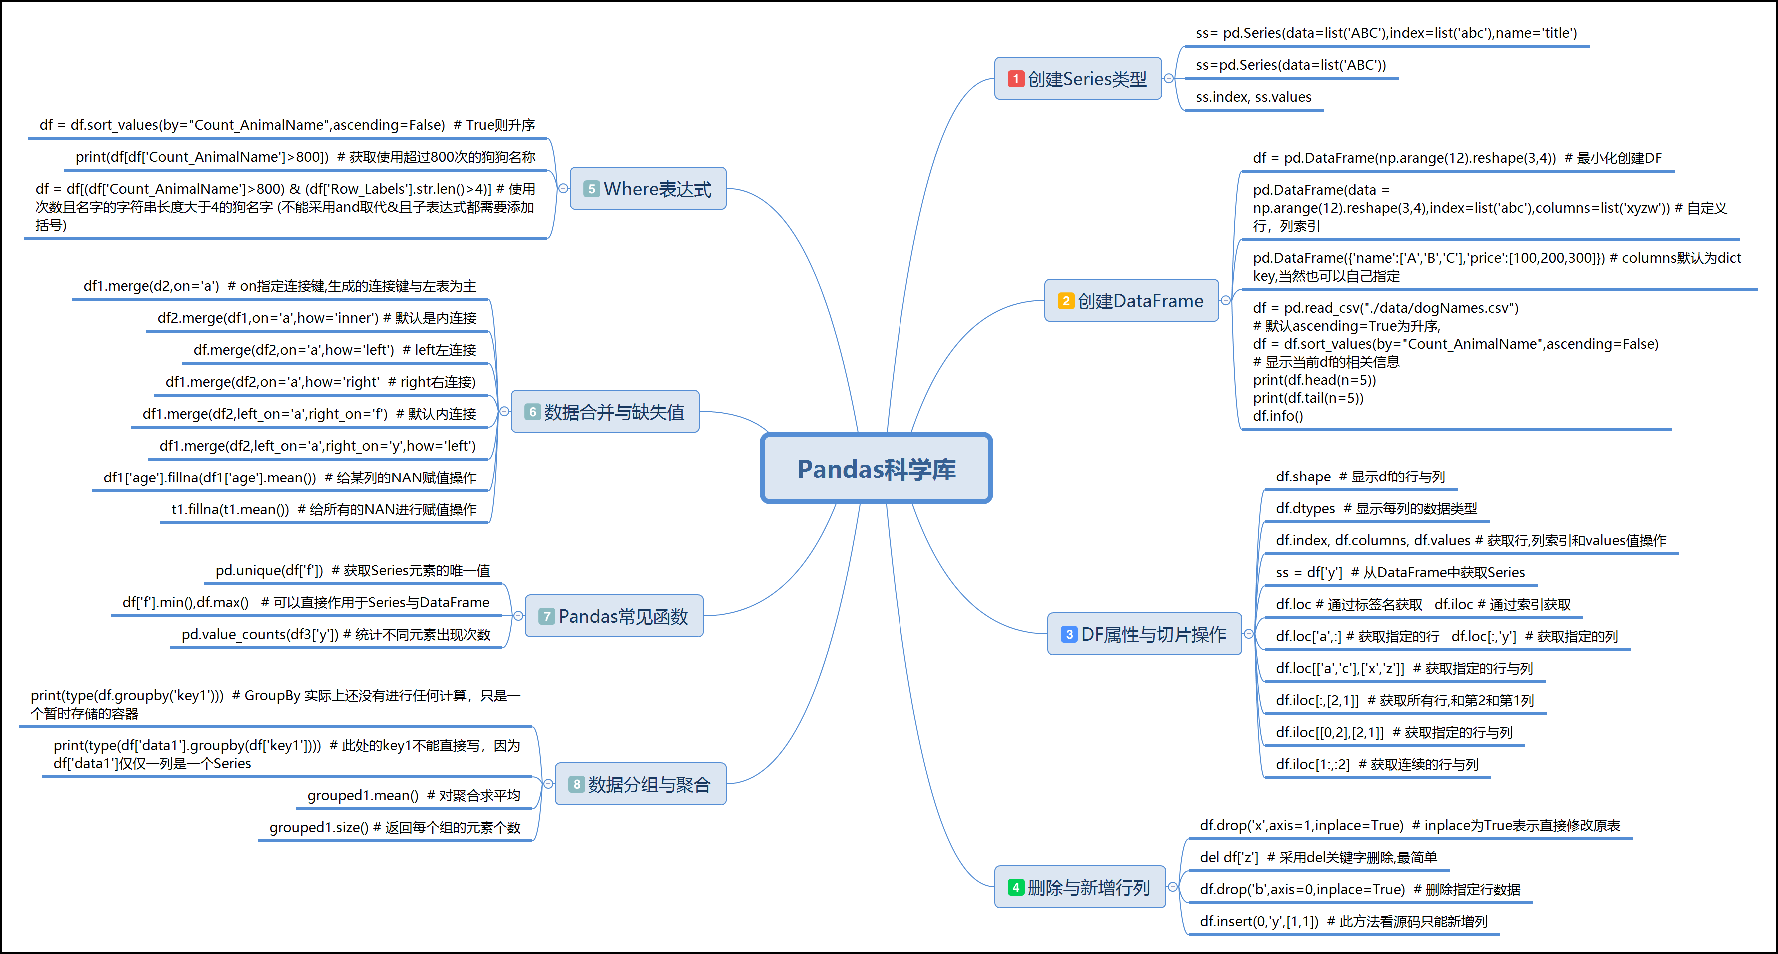 Pandas科学库
1 创建Series类型
ss= pd.Series(data=list('ABC'),index=list('abc'),name='title')
ss=pd.Series(data=list('ABC'))
ss.index, ss.values
2 创建DataFrame
df = pd.DataFrame(np.arange(12).reshape(3,4))  # 最小化创建DF
pd.DataFrame(data =
np.arange(12).reshape(3,4),index=list('abc'),columns=list('xyzw')) # 自定义
行，列索引
pd.DataFrame({'name':['A','B','C'],'price':[100,200,300]}) # columns默认为dict
key,当然也可以自己指定
df = pd.read_csv("./data/dogNames.csv")
# 默认ascending=True为升序,
df = df.sort_values(by="Count_AnimalName",ascending=False)
# 显示当前df的相关信息
print(df.head(n=5))
print(df.tail(n=5))
df.info()
3 DF属性与切片操作
df.shape  # 显示df的行与列
df.dtypes  # 显示每列的数据类型
df.index, df.columns, df.values # 获取行,列索引和values值操作
ss = df['y']  # 从DataFrame中获取Series
df.loc # 通过标签名获取   df.iloc # 通过索引获取
df.loc['a',:] # 获取指定的行   df.loc[:,'y']  # 获取指定的列
df.loc[['a','c'],['x','z']]  # 获取指定的行与列
df.iloc[:,[2,1]] # 获取所有行,和第2和第1列
df.iloc[[0,2],[2,1]]  # 获取指定的行与列
df.iloc[1:,:2]  # 获取连续的行与列
4 删除与新增行列
df.drop('x',axis=1,inplace=True)  # inplace为True表示直接修改原表
del df['z']  # 采用del关键字删除,最简单
df.drop('b',axis=0,inplace=True)  # 删除指定行数据
df.insert(0,'y',[1,1])  # 此方法看源码只能新增列
5 Where表达式
df = df.sort_values(by="Count_AnimalName",ascending=False)  # True则升序
print(df[df['Count_AnimalName']>800])  # 获取使用超过800次的狗狗名称
df = df[(df['Count_AnimalName']>800) & (df['Row_Labels'].str.len()>4)] # 使用
次数且名字的字符串长度大于4的狗名字 (不能采用and取代&且子表达式都需要添加
括号)
6 数据合并与缺失值
df1.merge(d2,on='a')  # on指定连接键,生成的连接键与左表为主
df2.merge(df1,on='a',how='inner') # 默认是内连接
df.merge(df2,on='a',how='left')  # left左连接
df1.merge(df2,on='a',how='right'  # right右连接)
df1.merge(df2,left_on='a',right_on='f')  # 默认内连接
df1.merge(df2,left_on='a',right_on='y',how='left')
df1['age'].fillna(df1['age'].mean())  # 给某列的NAN赋值操作
t1.fillna(t1.mean())  # 给所有的NAN进行赋值操作
7 Pandas常见函数
pd.unique(df['f'])  # 获取Series元素的唯一值
df['f'].min(),df.max()   # 可以直接作用于Series与DataFrame
pd.value_counts(df3['y']) # 统计不同元素出现次数
8 数据分组与聚合
print(type(df.groupby('key1')))  # GroupBy 实际上还没有进行任何计算，只是一
个暂时存储的容器
print(type(df['data1'].groupby(df['key1'])))  # 此处的key1不能直接写，因为
df['data1']仅仅一列是一个Series
grouped1.mean()  # 对聚合求平均
grouped1.size() # 返回每个组的元素个数